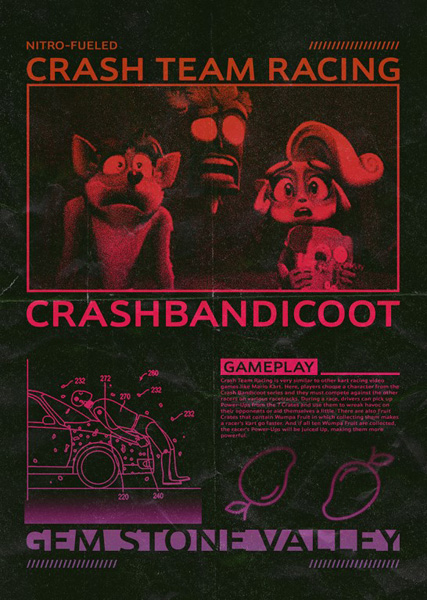 NITRO-FUELED
CRASH TEAM RACING
CRASHBANDICOOT
232
272
260
232
270
232
220
240
GAMEPLAY
Crash Team Racing is very similar to other kart racing video
games like Mario Kart. Here, players choose a character from the
Crash Bandicoot series and they must compete against the other
racers on various racetracks. During a race, drivers can pick up
Power-Ups from the ? Crates and use them to wreak havoc on
their opponents or aid themselves a little. There are also Fruit
Crates that contain Wumpa Fruit in which collecting them makes
a racer's kart go faster. And if all ten Wumpa Fruit are collected,
the racer's Power-Ups will be Juiced Up, making them more
powerful.
GEM STONE VALLEY